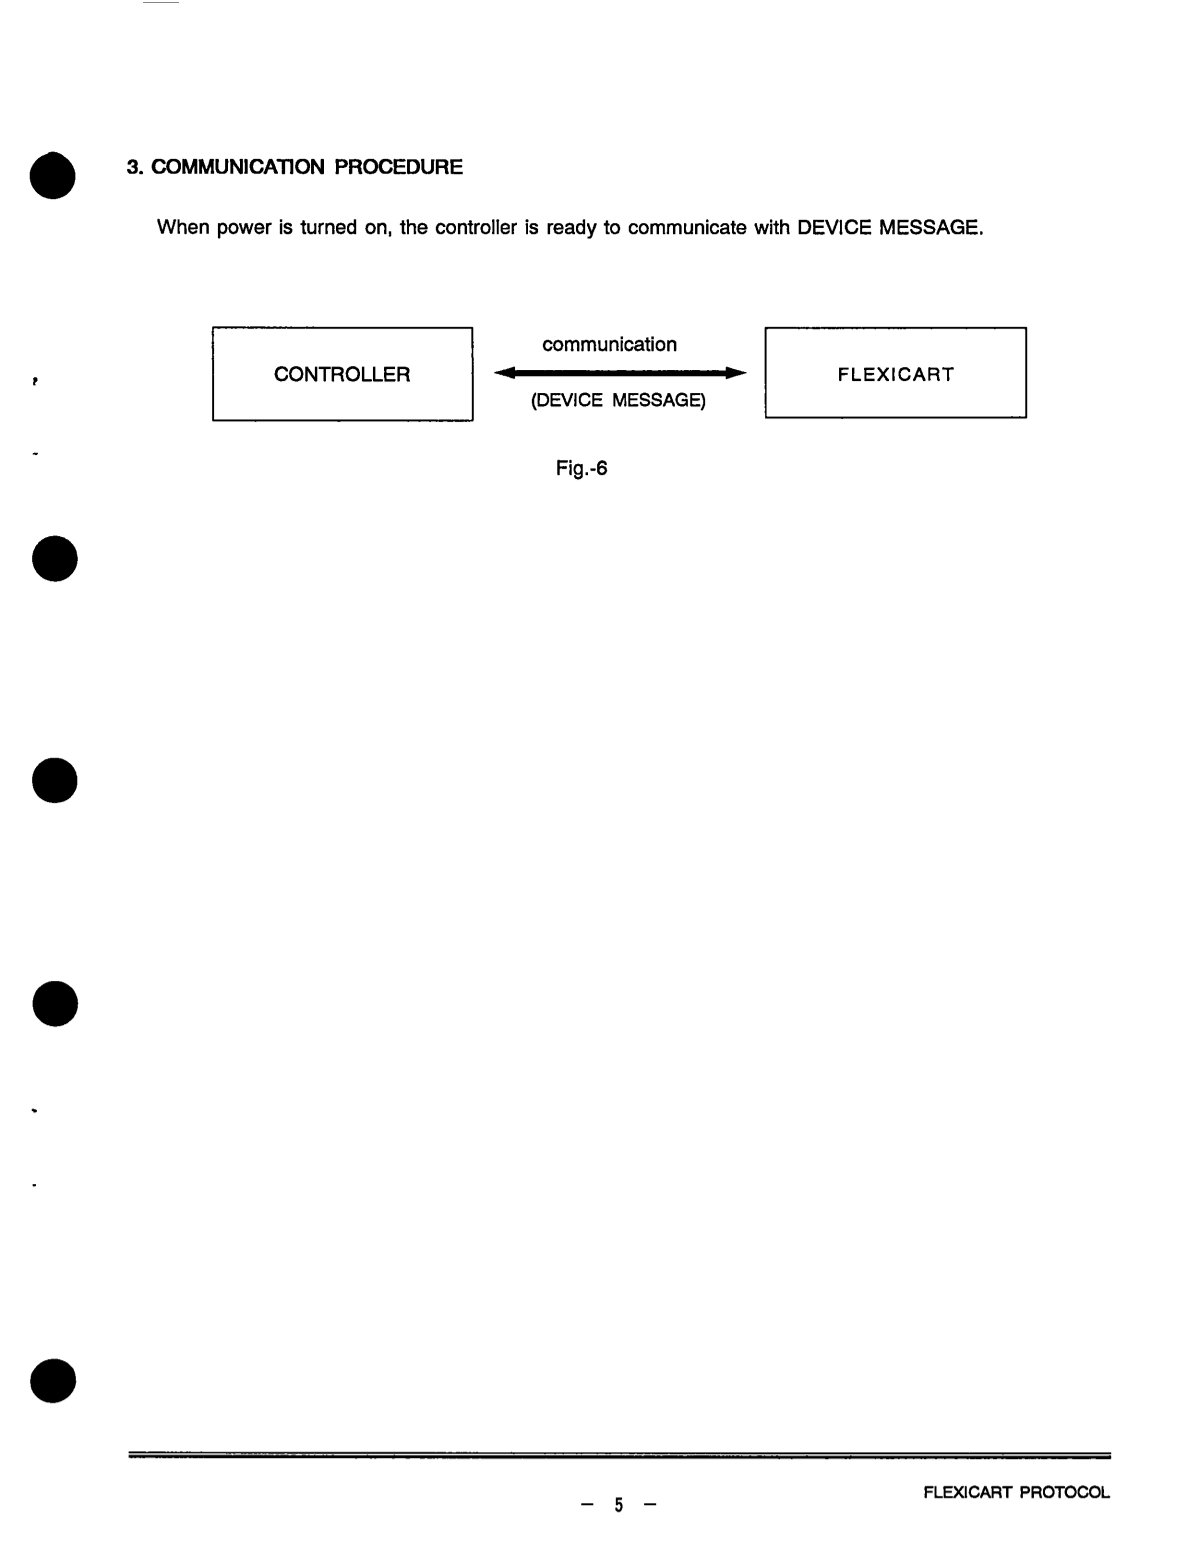 3. COMMUNICATION PROCEDURE
When power is turned on, the controller is ready to communicate with DEVICE MESSAGE.
CONTROLLER
communication
(DEVICE MESSAGE)
FLEXICART
Fig.-6
FLEXICART PROTOCOL
– 5 –